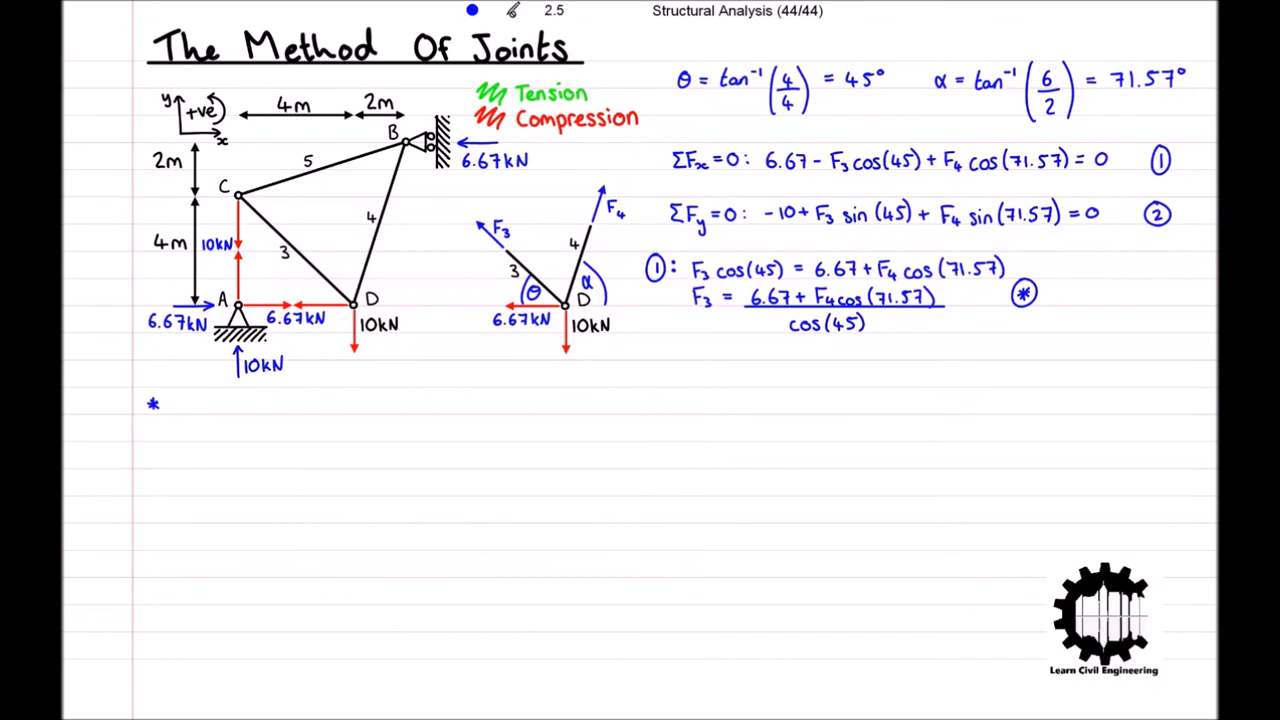 2.5 Structural Analysis (44/44)
The Method Of Joints
Tension
Compression
y +ve x
4m 2m
2m
4m
B
6.67kN
C
5
4
3
10kN
A
D
6.67kN
6.67kN
10kN
10kN
F₃
F₄
3
4
θ
α
D
6.67kN
10kN
θ = tan⁻¹(4/4) = 45° α = tan⁻¹(6/2) = 71.57°
ΣFx=0: 6.67 - F₃ cos(45) + F₄ cos(71.57) = 0 ①
ΣFy=0: -10 + F₃ sin(45) + F₄ sin(71.57) = 0 ②
①: F₃ cos(45) = 6.67 + F₄ cos(71.57)
F₃ = 6.67 + F₄cos(71.57) *
cos(45)
*
Learn Civil Engineering